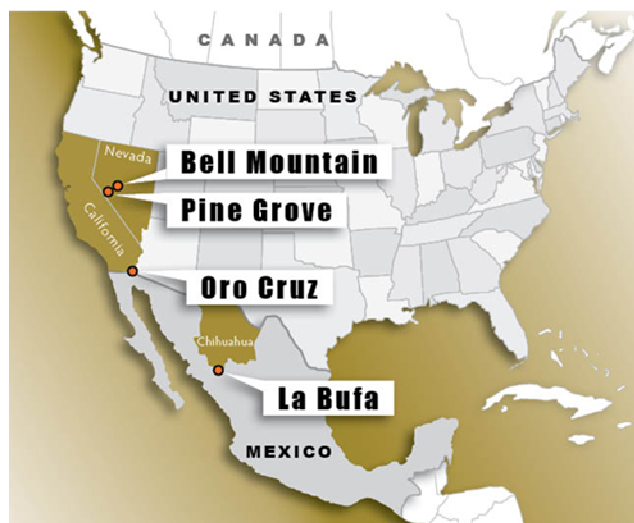 CANADA
UNITED STATES
Nevada
Bell Mountain
Pine Grove
California
Oro Cruz
Chihuahua
La Bufa
MEXICO